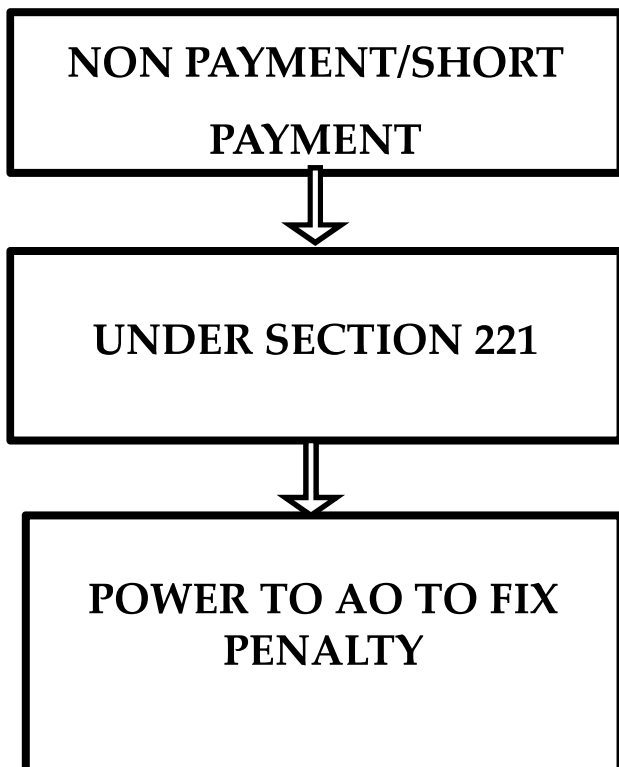 NON PAYMENT/SHORT
PAYMENT
UNDER SECTION 221
POWER TO AO TO FIX
PENALTY